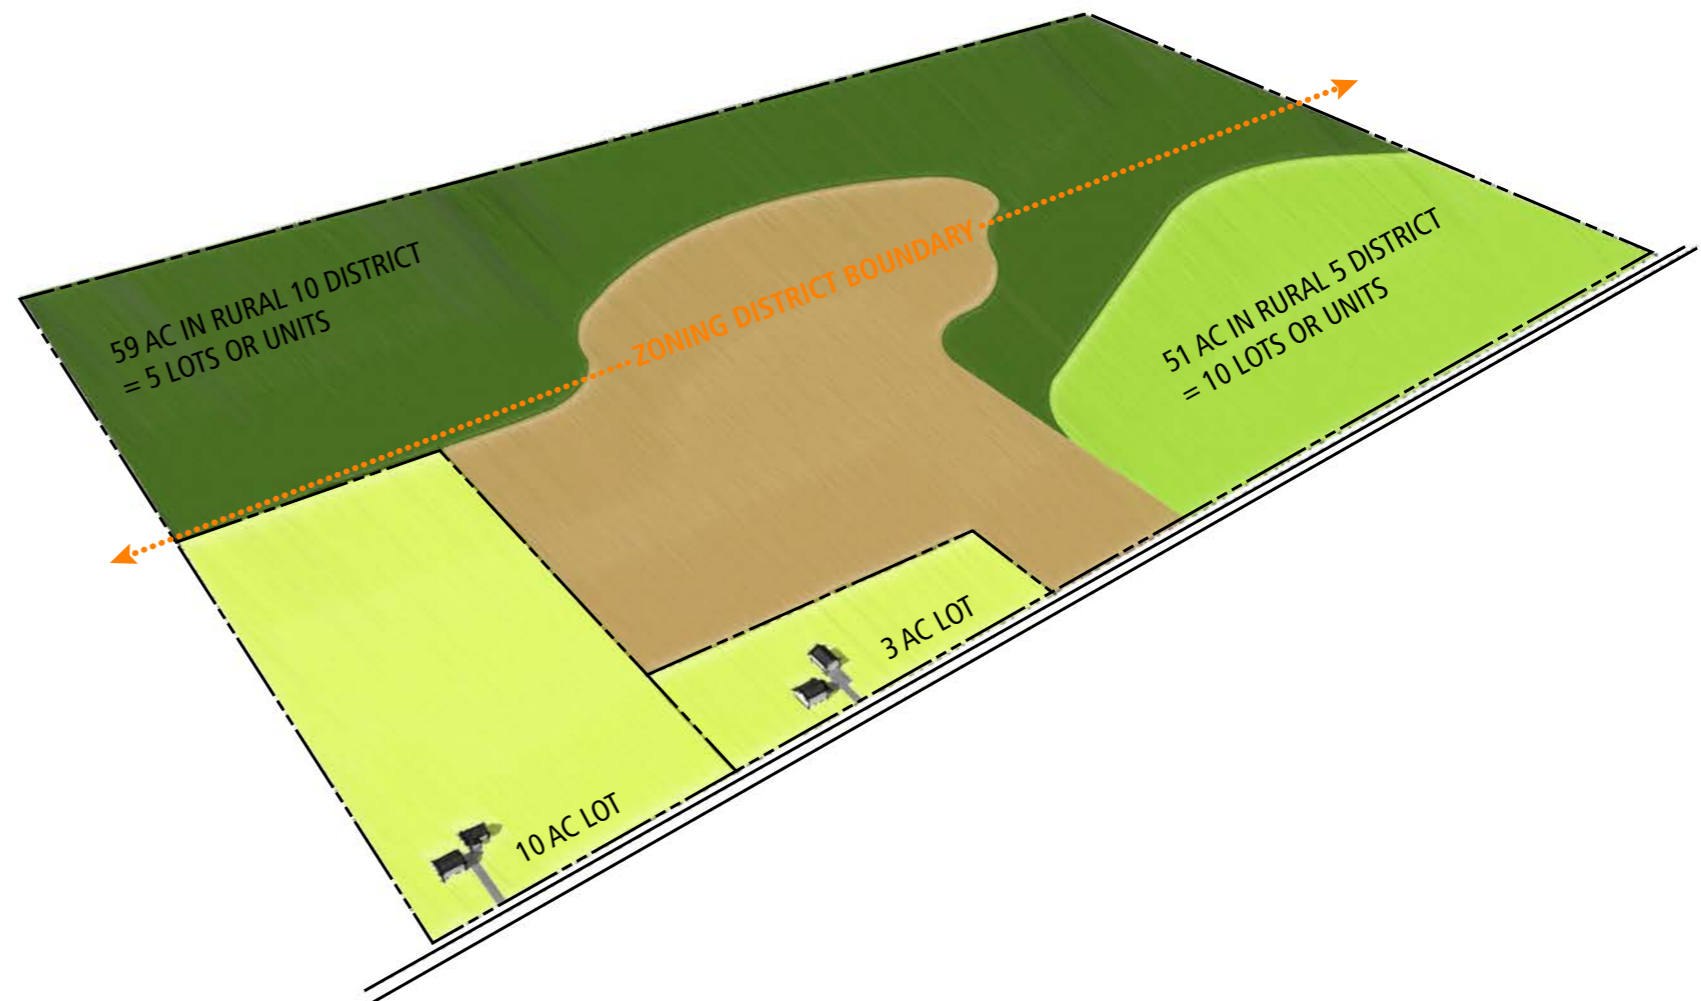 59 AC IN RURAL 10 DISTRICT
= 5 LOTS OR UNITS
ZONING DISTRICT BOUNDARY
51 AC IN RURAL 5 DISTRICT
= 10 LOTS OR UNITS
3 AC LOT
10 AC LOT